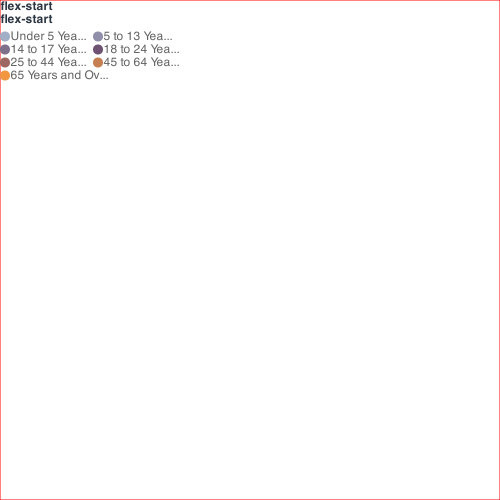 flex-start
flex-start
Under 5 Yea... 5 to 13 Yea...
14 to 17 Yea... 18 to 24 Yea...
25 to 44 Yea... 45 to 64 Yea...
65 Years and Ov...